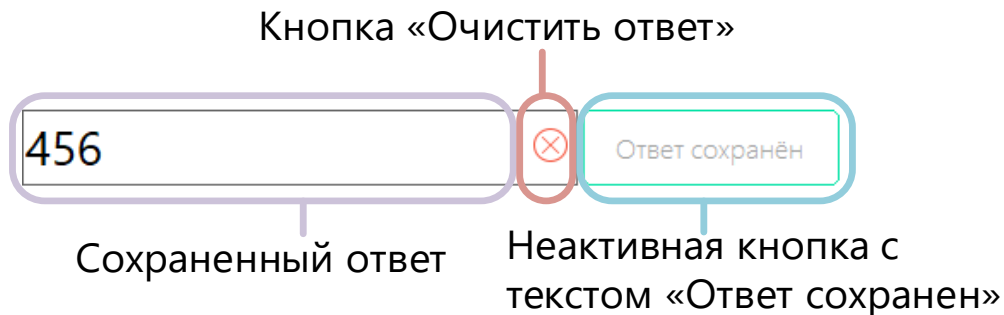 Кнопка «Очистить ответ»
456
Ответ сохранён
Сохраненный ответ
Неактивная кнопка с
текстом «Ответ сохранен»